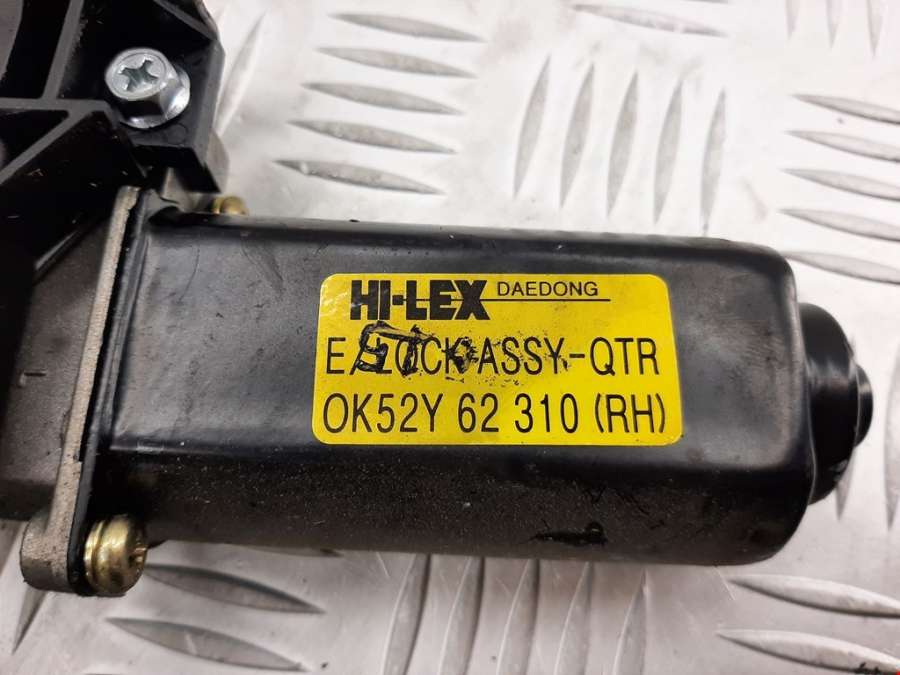 HI-LEX DAEDONG
E/LOCK ASSY-QTR
OK52Y 62 310 (RH)